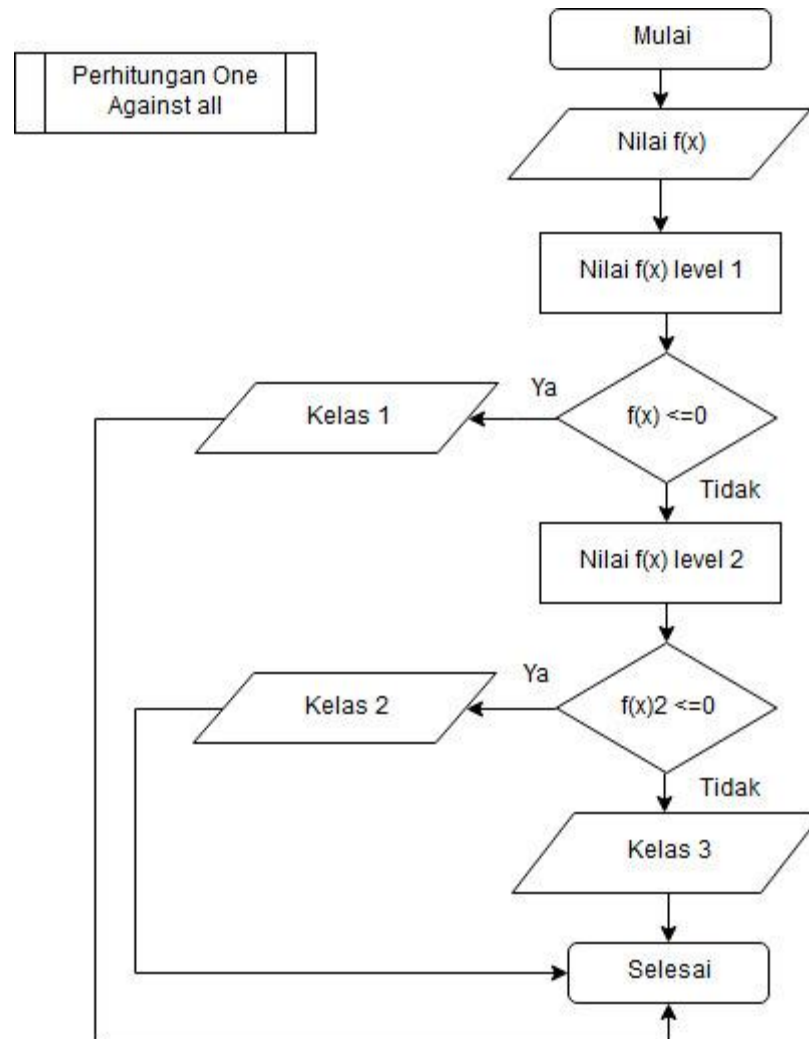 Perhitungan One
Against all
Mulai
Nilai f(x)
Nilai f(x) level 1
f(x) <=0
Ya
Kelas 1
Tidak
Nilai f(x) level 2
f(x)2 <=0
Ya
Kelas 2
Tidak
Kelas 3
Selesai